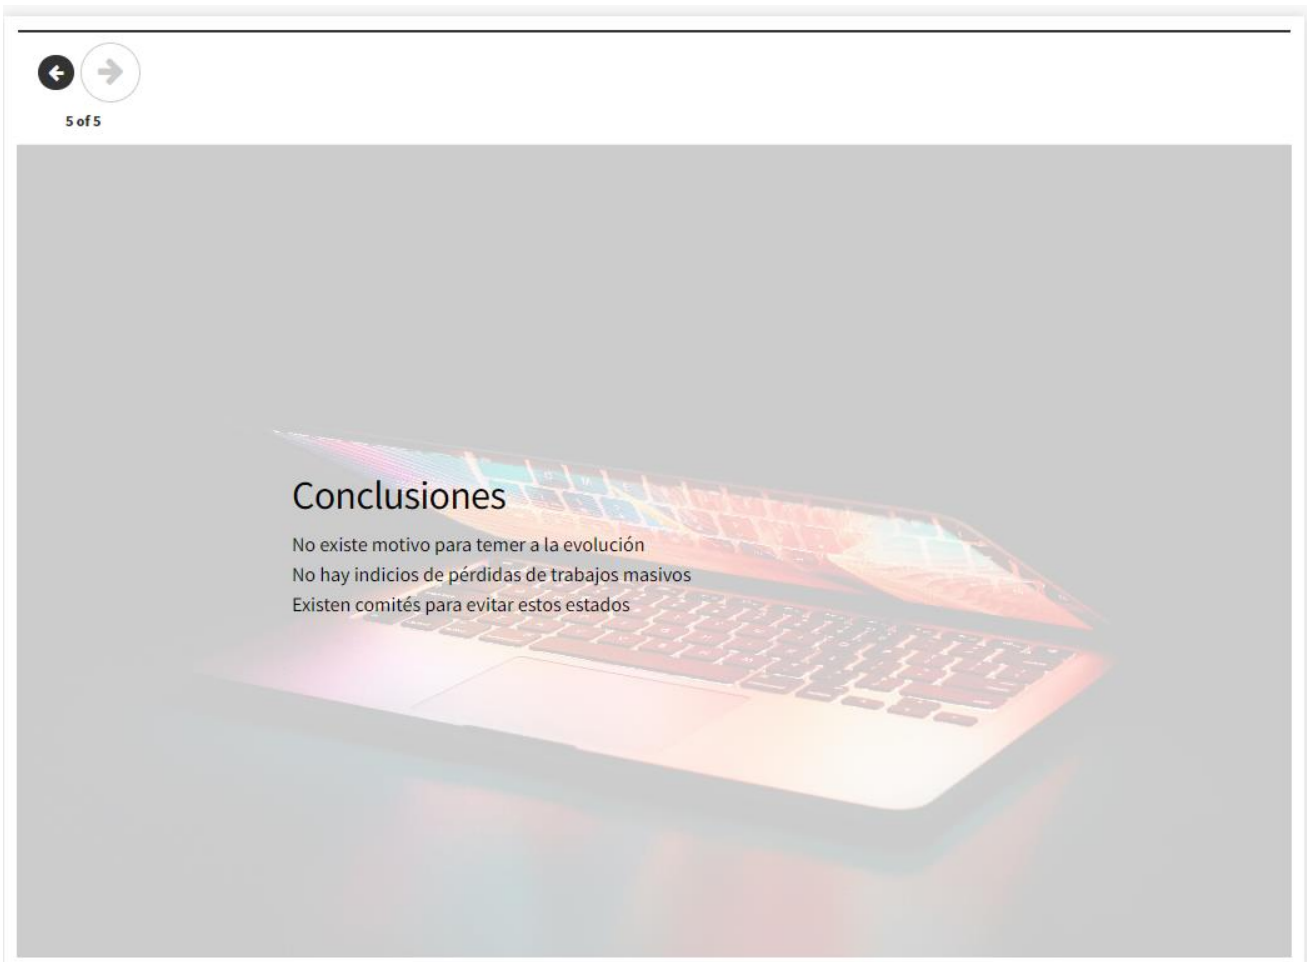 5 of 5
Conclusiones
No existe motivo para temer a la evolución
No hay indicios de pérdidas de trabajos masivos
Existen comités para evitar estos estados